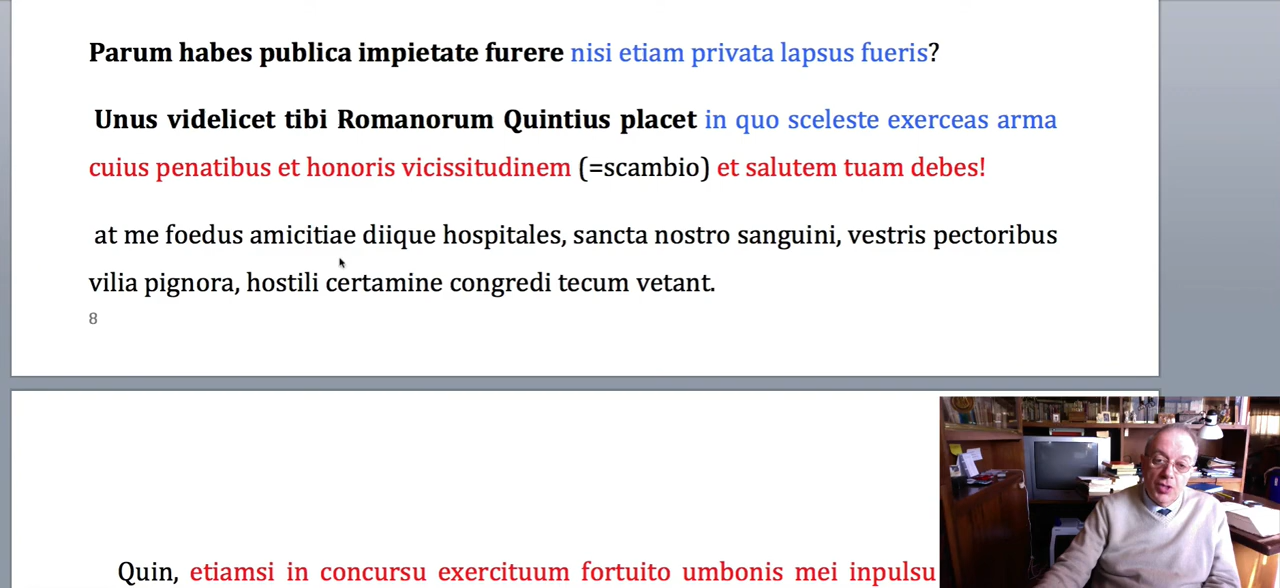 Parum habes publica impietate furere nisi etiam privata lapsus fueris?
Unus videlicet tibi Romanorum Quintius placet in quo sceleste exerceas arma
cuius penatibus et honoris vicissitudinem (=scambio) et salutem tuam debes!
at me foedus amicitiae diique hospitales, sancta nostro sanguini, vestris pectoribus
vilia pignora, hostili certamine congredi tecum vetant.
8
Quin, etiamsi in concursu exercituum fortuito umbonis mei inpulsu